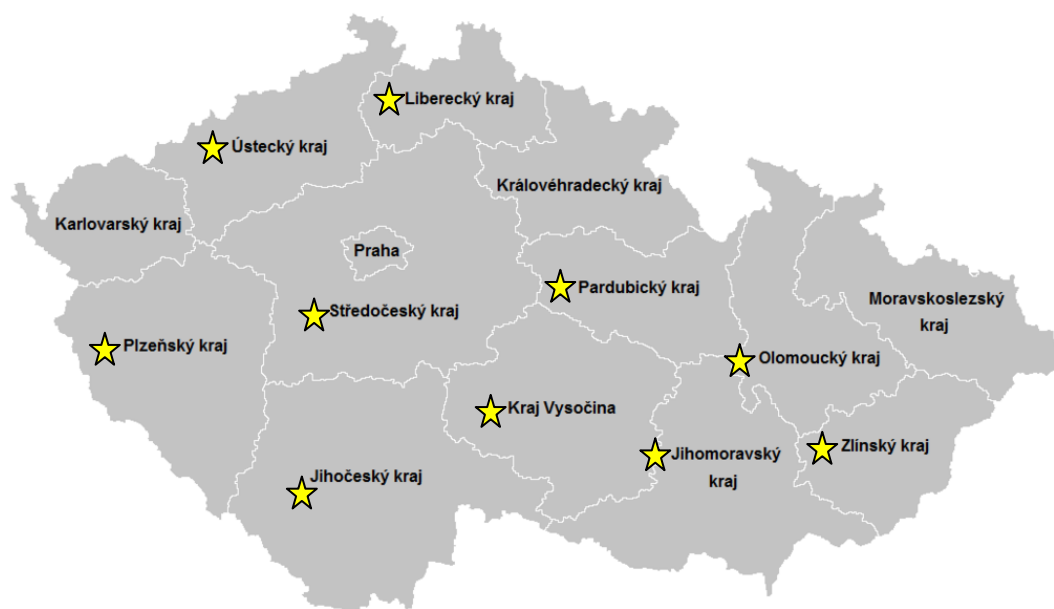 Liberecký kraj
Ústecký kraj
Královéhradecký kraj
Karlovarský kraj
Praha
Pardubický kraj
Moravskoslezský
kraj
Středočeský kraj
Plzeňský kraj
Olomoucký kraj
Kraj Vysočina
Zlínský kraj
Jihomoravský
kraj
Jihočeský kraj